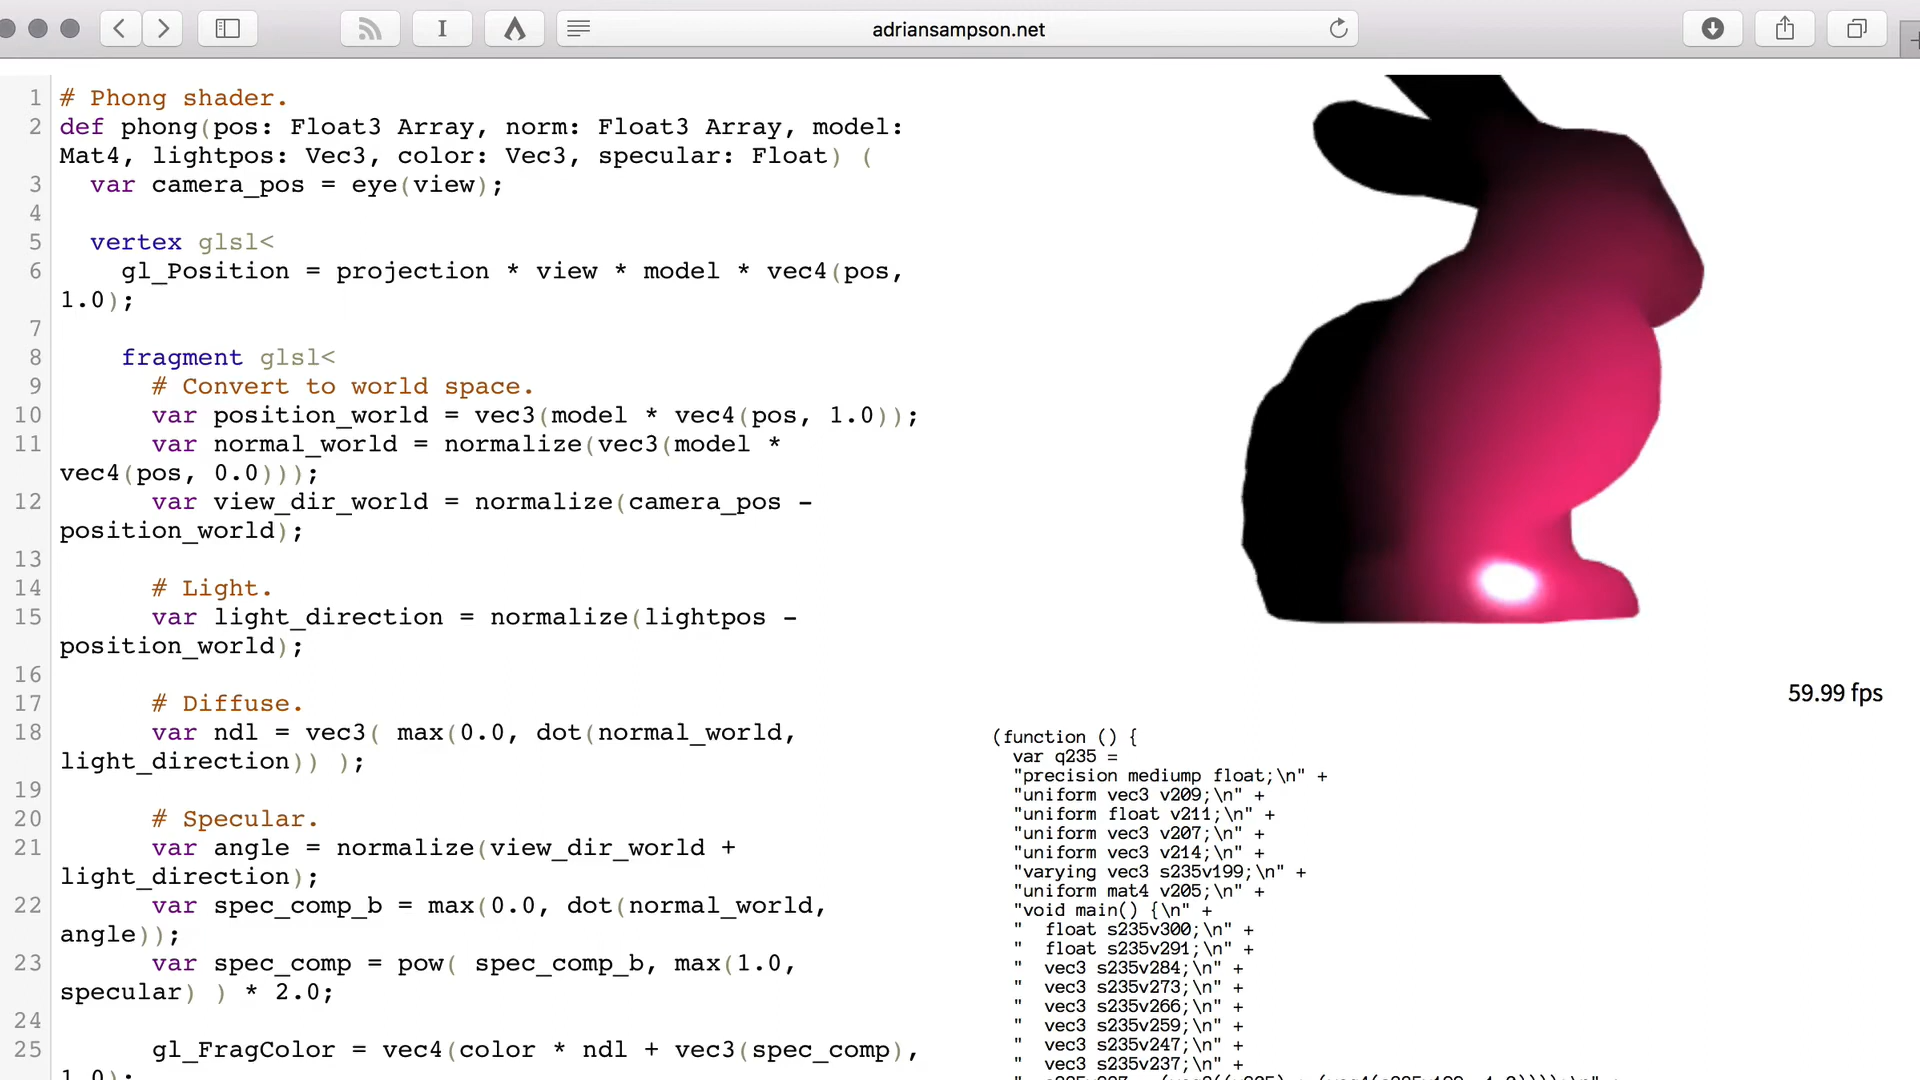 adriansampson.net
1 # Phong shader.
2 def phong(pos: Float3 Array, norm: Float3 Array, model:
Mat4, lightpos: Vec3, color: Vec3, specular: Float) (
3 var camera_pos = eye(view);
4
5 vertex glsl<
6 gl_Position = projection * view * model * vec4(pos,
1.0);
7
8 fragment glsl<
9 # Convert to world space.
10 var position_world = vec3(model * vec4(pos, 1.0));
11 var normal_world = normalize(vec3(model *
vec4(pos, 0.0)));
12 var view_dir_world = normalize(camera_pos -
position_world);
13
14 # Light.
15 var light_direction = normalize(lightpos -
position_world);
16
17 # Diffuse.
18 var ndl = vec3( max(0.0, dot(normal_world,
light_direction)) );
19
20 # Specular.
21 var angle = normalize(view_dir_world +
light_direction);
22 var spec_comp_b = max(0.0, dot(normal_world,
angle));
23 var spec_comp = pow( spec_comp_b, max(1.0,
specular) ) * 2.0;
24
25 gl_FragColor = vec4(color * ndl + vec3(spec_comp),
1.0);
59.99 fps
(function () {
var q235 =
"precision mediump float;\n" +
"uniform vec3 v209;\n" +
"uniform float v211;\n" +
"uniform vec3 v207;\n" +
"uniform vec3 v214;\n" +
"varying vec3 s235v199;\n" +
"uniform mat4 v205;\n" +
"void main() {\n" +
" float s235v300;\n" +
" float s235v291;\n" +
" vec3 s235v284;\n" +
" vec3 s235v273;\n" +
" vec3 s235v266;\n" +
" vec3 s235v259;\n" +
" vec3 s235v247;\n" +
" vec3 s235v237;\n" +